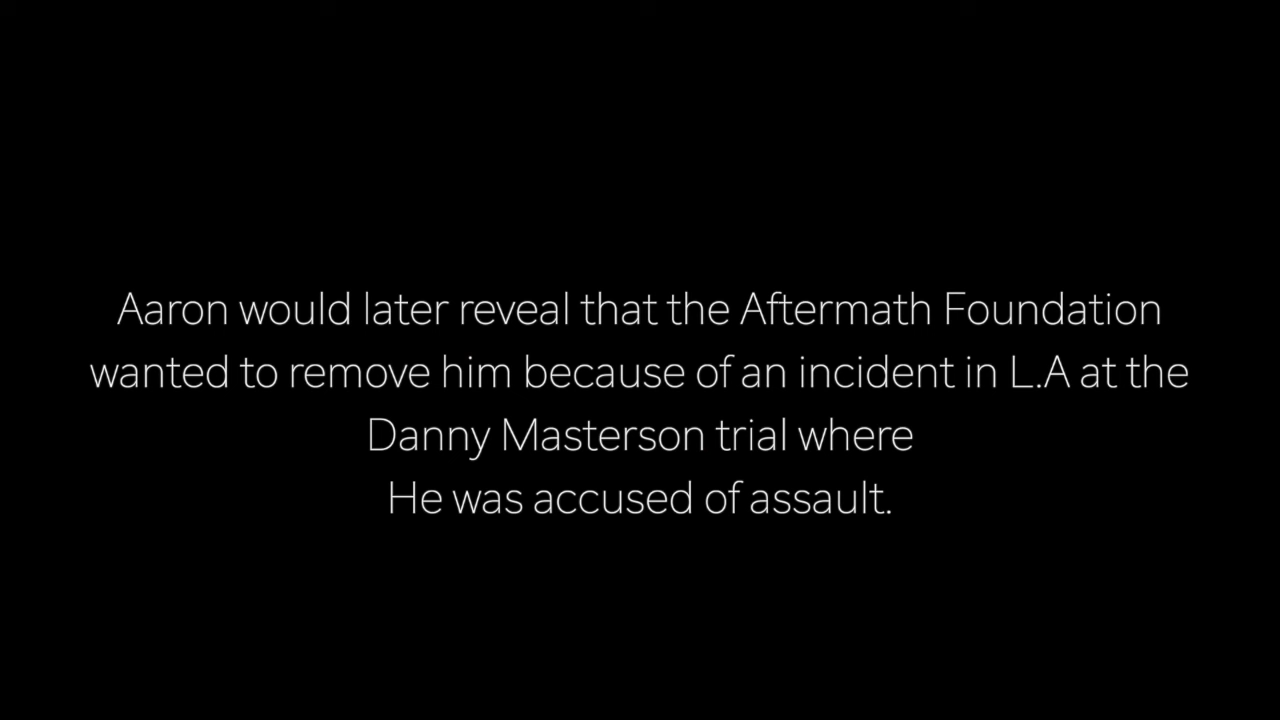 Aaron would later reveal that the Aftermath Foundation
wanted to remove him because of an incident in L.A at the
Danny Masterson trial where
He was accused of assault.